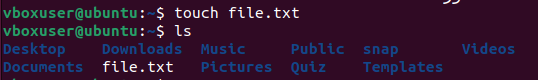 vboxuser@ubuntu:~$ touch file.txt
vboxuser@ubuntu:~$ ls
Desktop    Downloads  Music     Public  snap       Videos
Documents  file.txt   Pictures  Quiz    Templates